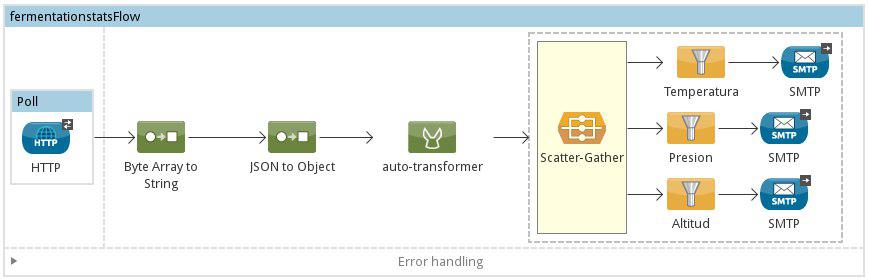 fermentationstatsFlow
Poll
HTTP
HTTP
Byte Array to
String
JSON to Object
auto-transformer
Scatter-Gather
Temperatura
SMTP
SMTP
Presion
SMTP
SMTP
Altitud
SMTP
SMTP
Error handling